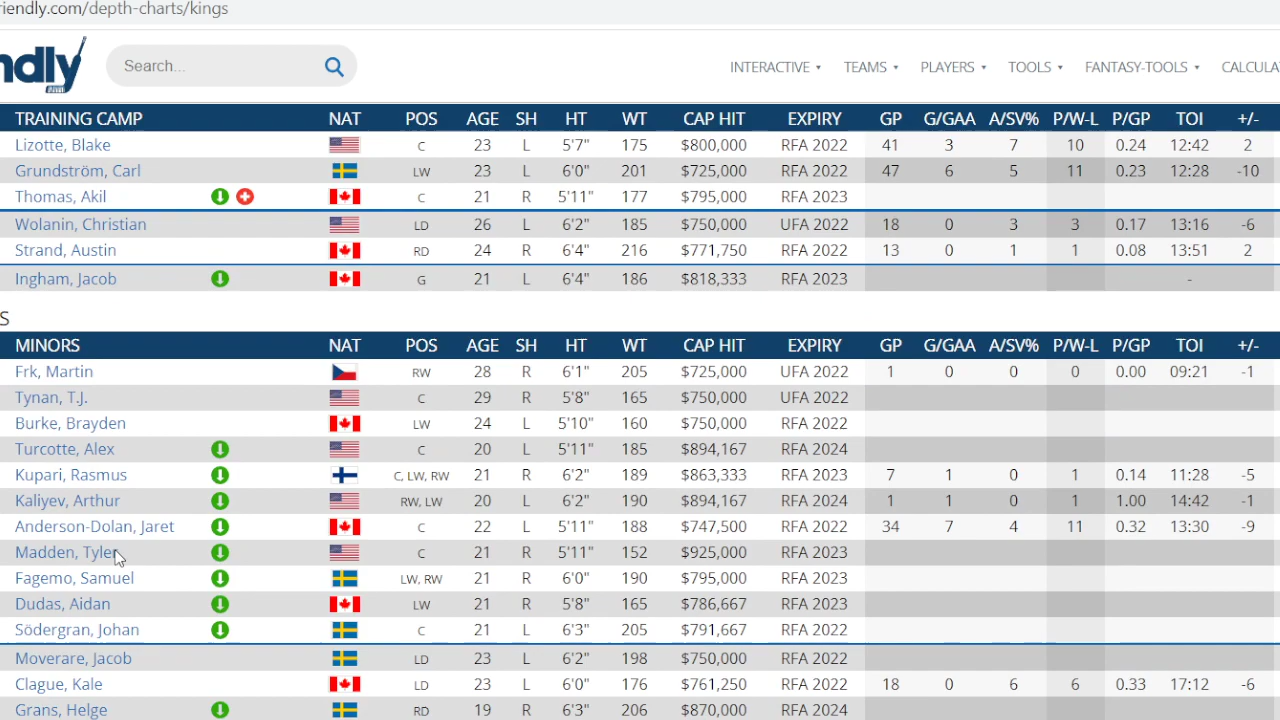 riendly.com/depth-charts/kings
ndly Search... INTERACTIVE ▾ TEAMS ▾ PLAYERS ▾ TOOLS ▾ FANTASY-TOOLS ▾ CALCULA
TRAINING CAMP NAT POS AGE SH HT WT CAP HIT EXPIRY GP G/GAA A/SV% P/W-L P/GP TOI +/-
Lizotte, Blake C 23 L 5'7" 175 $800,000 RFA 2022 41 3 7 10 0.24 12:42 2
Grundström, Carl LW 23 L 6'0" 201 $725,000 RFA 2022 47 6 5 11 0.23 12:28 -10
Thomas, Akil C 21 R 5'11" 177 $795,000 RFA 2023
Wolanin, Christian LD 26 L 6'2" 185 $750,000 UFA 2022 18 0 3 3 0.17 13:16 -6
Strand, Austin RD 24 R 6'4" 216 $771,750 RFA 2022 13 0 1 1 0.08 13:51 2
Ingham, Jacob G 21 L 6'4" 186 $818,333 RFA 2023 -
S
MINORS NAT POS AGE SH HT WT CAP HIT EXPIRY GP G/GAA A/SV% P/W-L P/GP TOI +/-
Frk, Martin RW 28 R 6'1" 205 $725,000 UFA 2022 1 0 0 0 0.00 09:21 -1
Tynan, T.J. C 29 R 5'8" 165 $750,000 UFA 2022
Burke, Brayden LW 24 L 5'10" 160 $750,000 RFA 2022
Turcotte, Alex C 20 L 5'11" 185 $894,167 RFA 2024
Kupari, Rasmus C, LW, RW 21 R 6'2" 189 $863,333 RFA 2023 7 1 0 1 0.14 11:28 -5
Kaliyev, Arthur RW, LW 20 L 6'2" 190 $894,167 RFA 2024 1 1 0 1 1.00 14:42 -1
Anderson-Dolan, Jaret C 22 L 5'11" 188 $747,500 RFA 2022 34 7 4 11 0.32 13:30 -9
Madden, Tyler C 21 R 5'11" 152 $925,000 RFA 2023
Fagemo, Samuel LW, RW 21 R 6'0" 190 $795,000 RFA 2023
Dudas, Aidan LW 21 R 5'8" 165 $786,667 RFA 2023
Södergran, Johan C 21 L 6'3" 205 $791,667 RFA 2022
Moverare, Jacob LD 23 L 6'2" 198 $750,000 RFA 2022
Clague, Kale LD 23 L 6'0" 176 $761,250 RFA 2022 18 0 6 6 0.33 17:12 -6
Grans, Helge RD 19 R 6'3" 206 $870,000 RFA 2024